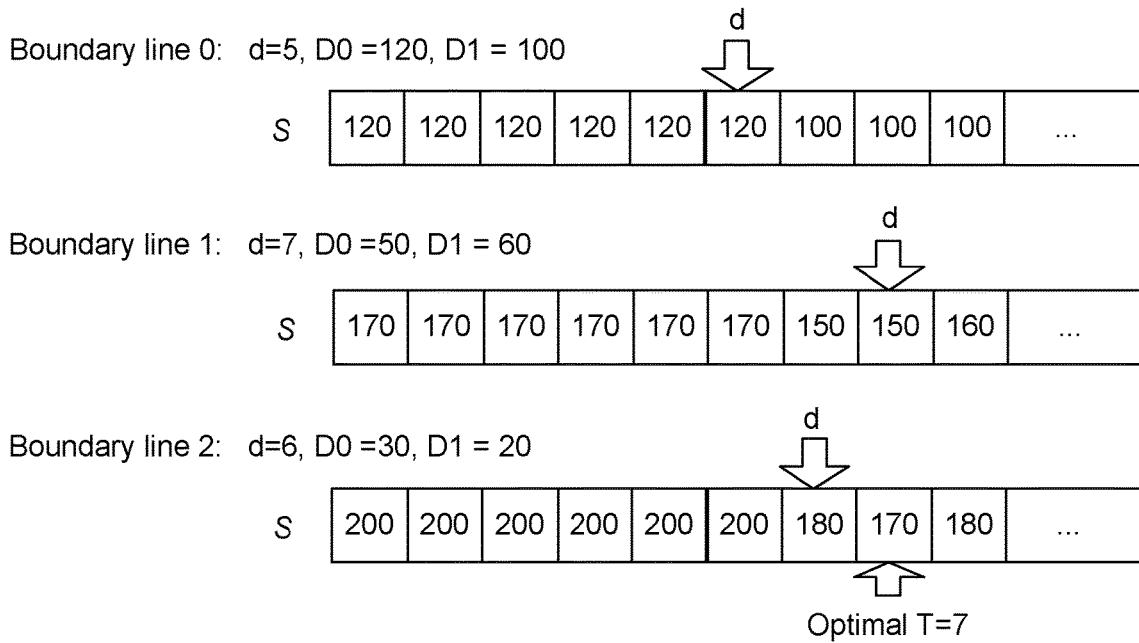 d
Boundary line 0: d=5, D0 =120, D1 = 100
S 120 120 120 120 120 120 100 100 100 ...
d
Boundary line 1: d=7, D0 =50, D1 = 60
S 170 170 170 170 170 170 150 150 160 ...
d
Boundary line 2: d=6, D0 =30, D1 = 20
S 200 200 200 200 200 200 180 170 180 ...
Optimal T=7